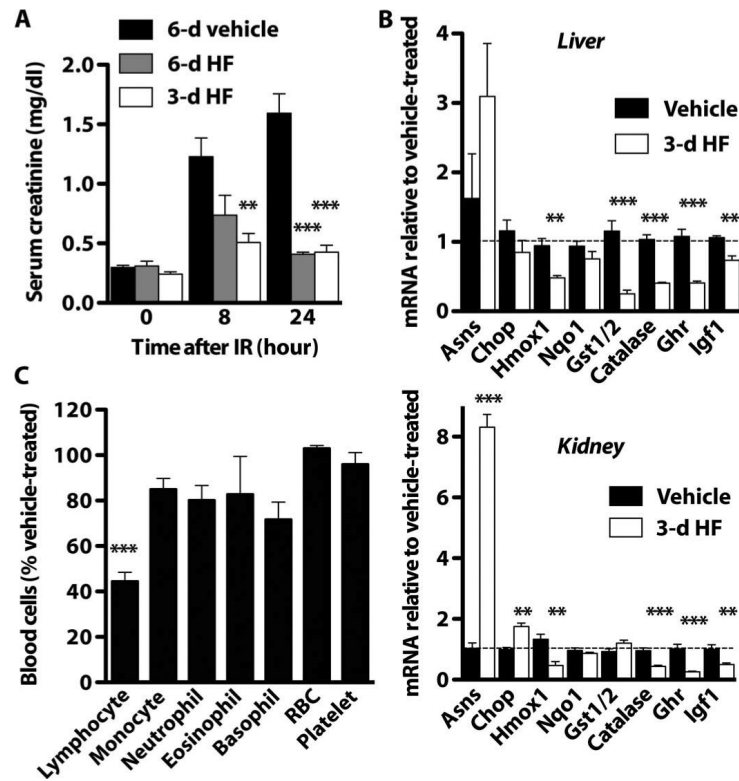 A
6-d vehicle
6-d HF
3-d HF
Serum creatinine (mg/dl)
2.0
1.5
1.0
0.5
0.0
**
***
***
0
8
24
Time after IR (hour)
B
Liver
mRNA relative to vehicle-treated
4
3
2
1
0
Vehicle
3-d HF
**
***
***
***
**
Asns
Chop
Hmox1
Nqo1
Gst1/2
Catalase
Ghr
Igf1
C
Blood cells (% vehicle-treated)
120
100
80
60
40
20
0
***
Lymphocyte
Monocyte
Neutrophil
Eosinophil
Basophil
RBC
Platelet
Kidney
mRNA relative to vehicle-treated
8
6
4
2
0
Vehicle
3-d HF
***
**
**
***
***
**
Asns
Chop
Hmox1
Nqo1
Gst1/2
Catalase
Ghr
Igf1